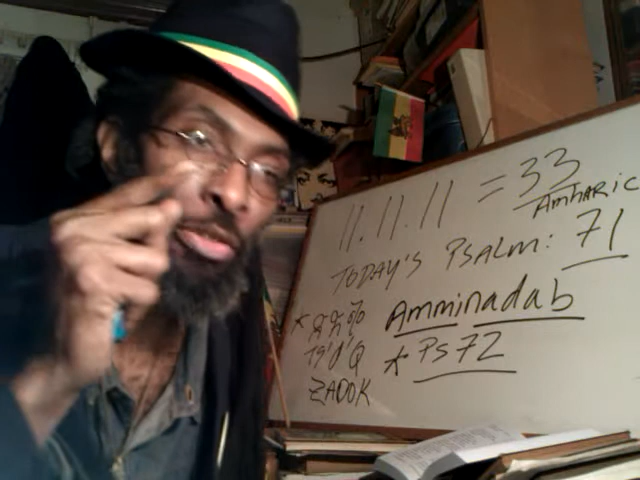 11.11.11 = 33
AMHARIC
TODAY'S PSALM: 71
Amminadab
* PS 72
ZADOK